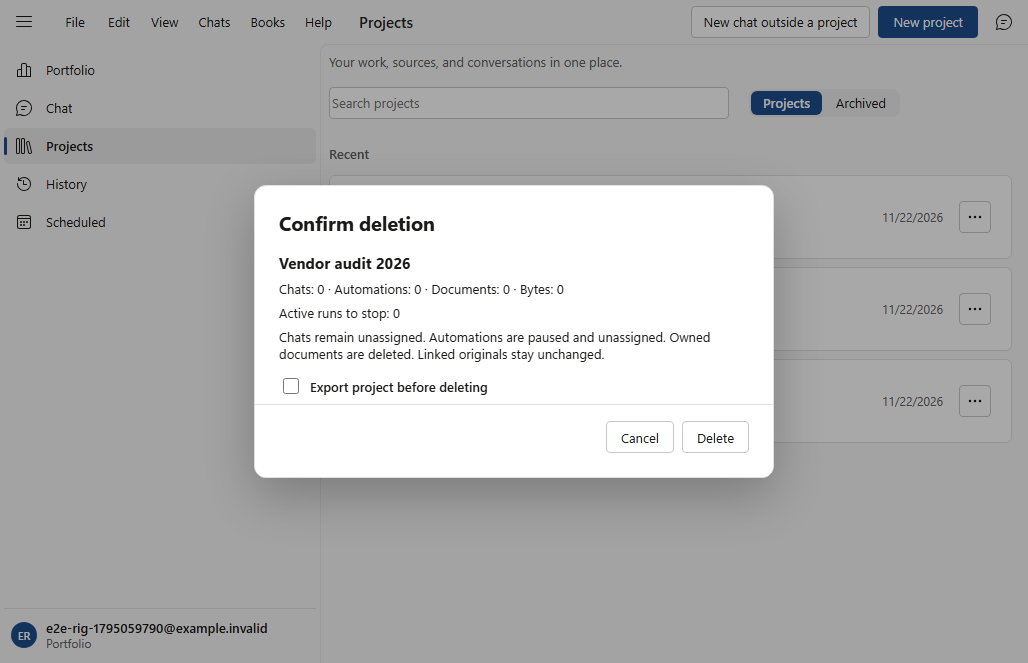 File Edit View Chats Books Help Projects New chat outside a project New project
Portfolio
Chat
Projects
History
Scheduled
Your work, sources, and conversations in one place.
Search projects
Projects Archived
Recent
11/22/2026
11/22/2026
11/22/2026
Confirm deletion
Vendor audit 2026
Chats: 0 · Automations: 0 · Documents: 0 · Bytes: 0
Active runs to stop: 0
Chats remain unassigned. Automations are paused and unassigned. Owned
documents are deleted. Linked originals stay unchanged.
Export project before deleting
Cancel Delete
ER
e2e-rig-1795059790@example.invalid
Portfolio